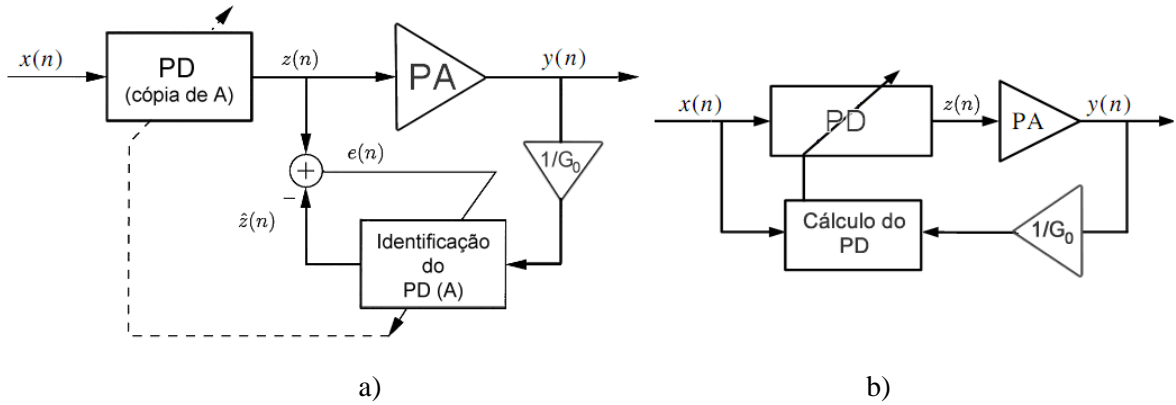 x(n)
PD
(cópia de A)
z(n)
PA
y(n)
1/G₀
+
e(n)
−
ẑ(n)
Identificação
do
PD (A)
a)
x(n)
PD
z(n)
PA
y(n)
Cálculo do
PD
1/G₀
b)